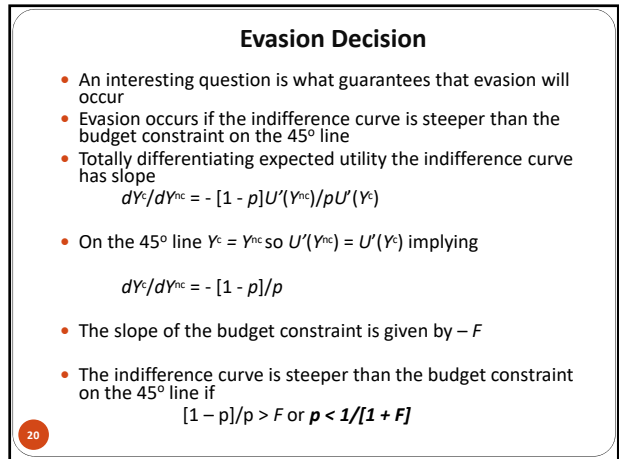 Evasion Decision
• An interesting question is what guarantees that evasion will
occur
• Evasion occurs if the indifference curve is steeper than the
budget constraint on the 45º line
• Totally differentiating expected utility the indifference curve
has slope
dYᶜ/dYⁿᶜ = - [1 - p]U′(Yⁿᶜ)/pU′(Yᶜ)
• On the 45º line Yᶜ = Yⁿᶜ so U′(Yⁿᶜ) = U′(Yᶜ) implying
dYᶜ/dYⁿᶜ = - [1 - p]/p
• The slope of the budget constraint is given by – F
• The indifference curve is steeper than the budget constraint
on the 45º line if
[1 – p]/p > F or p < 1/[1 + F]
20